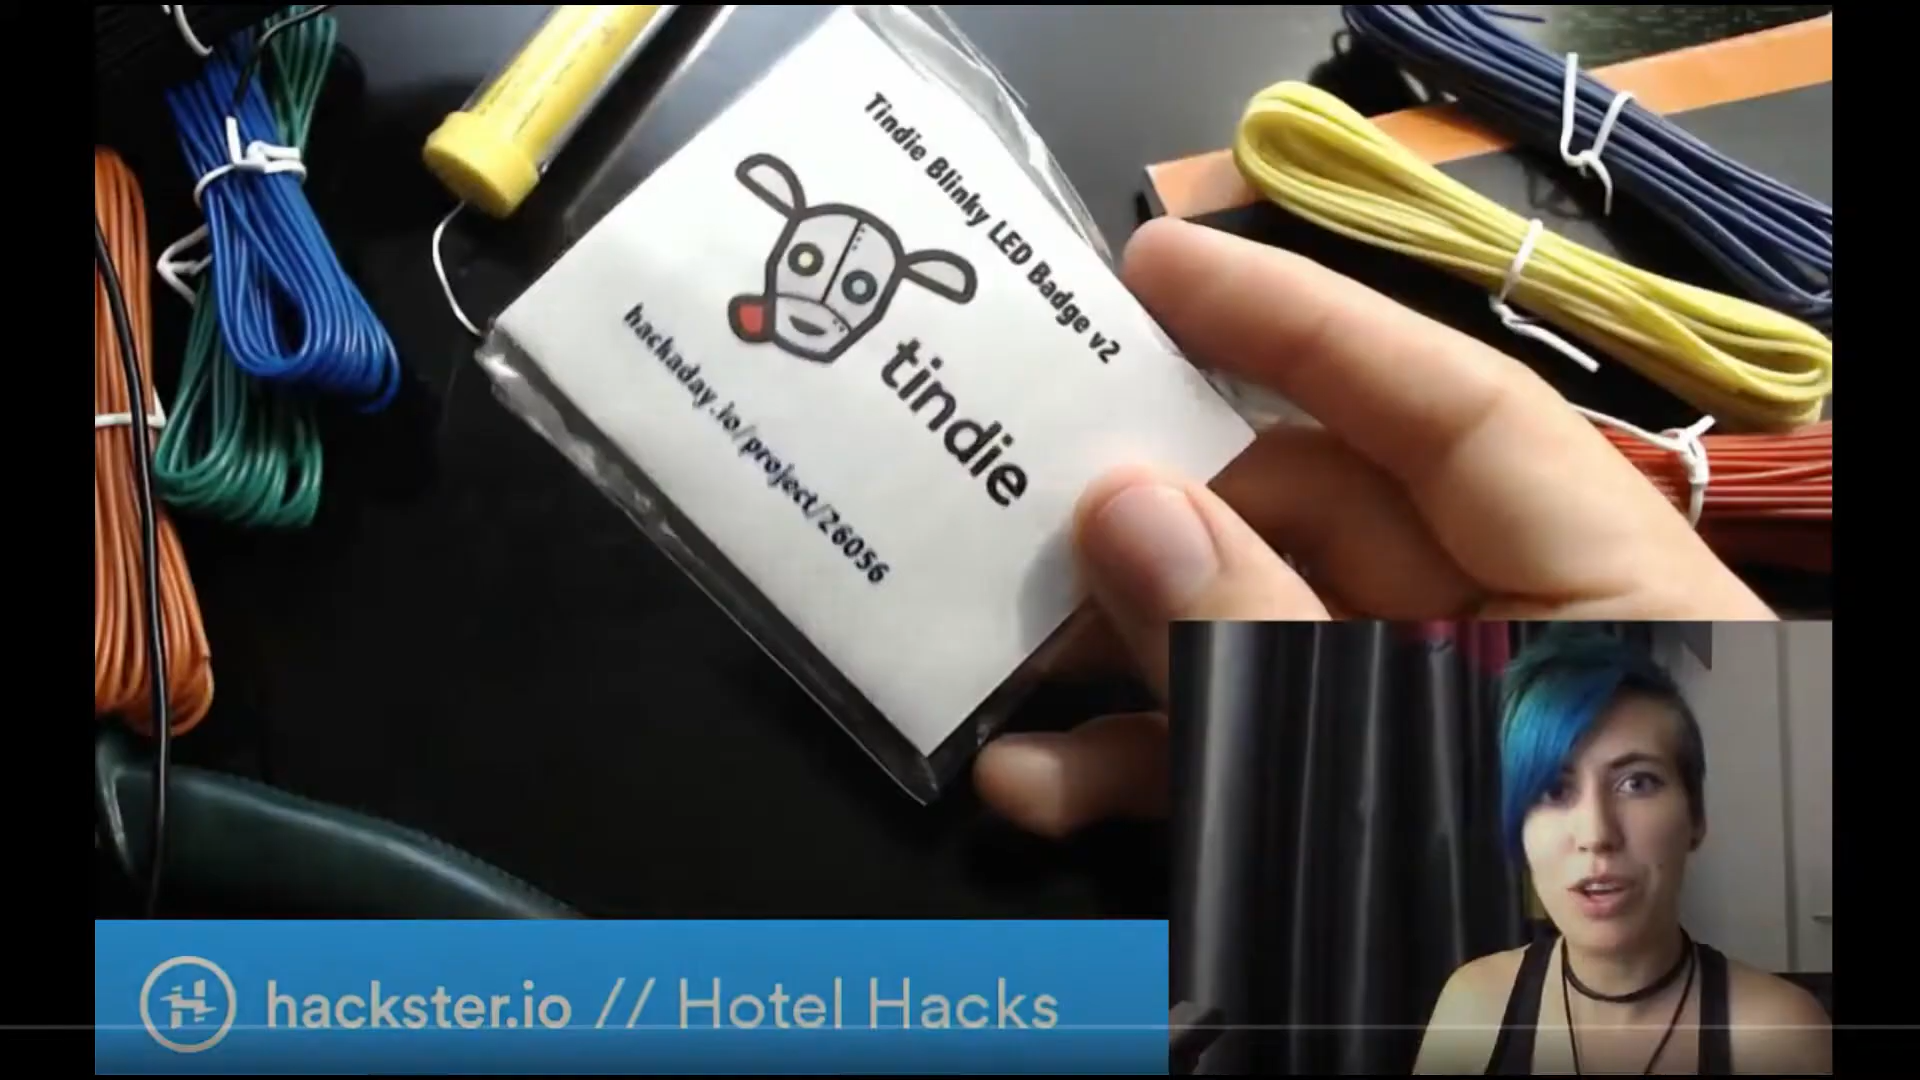 Tindie Blinky LED Badge v2
tindie
hackaday.io/project/26056
hackster.io // Hotel Hacks